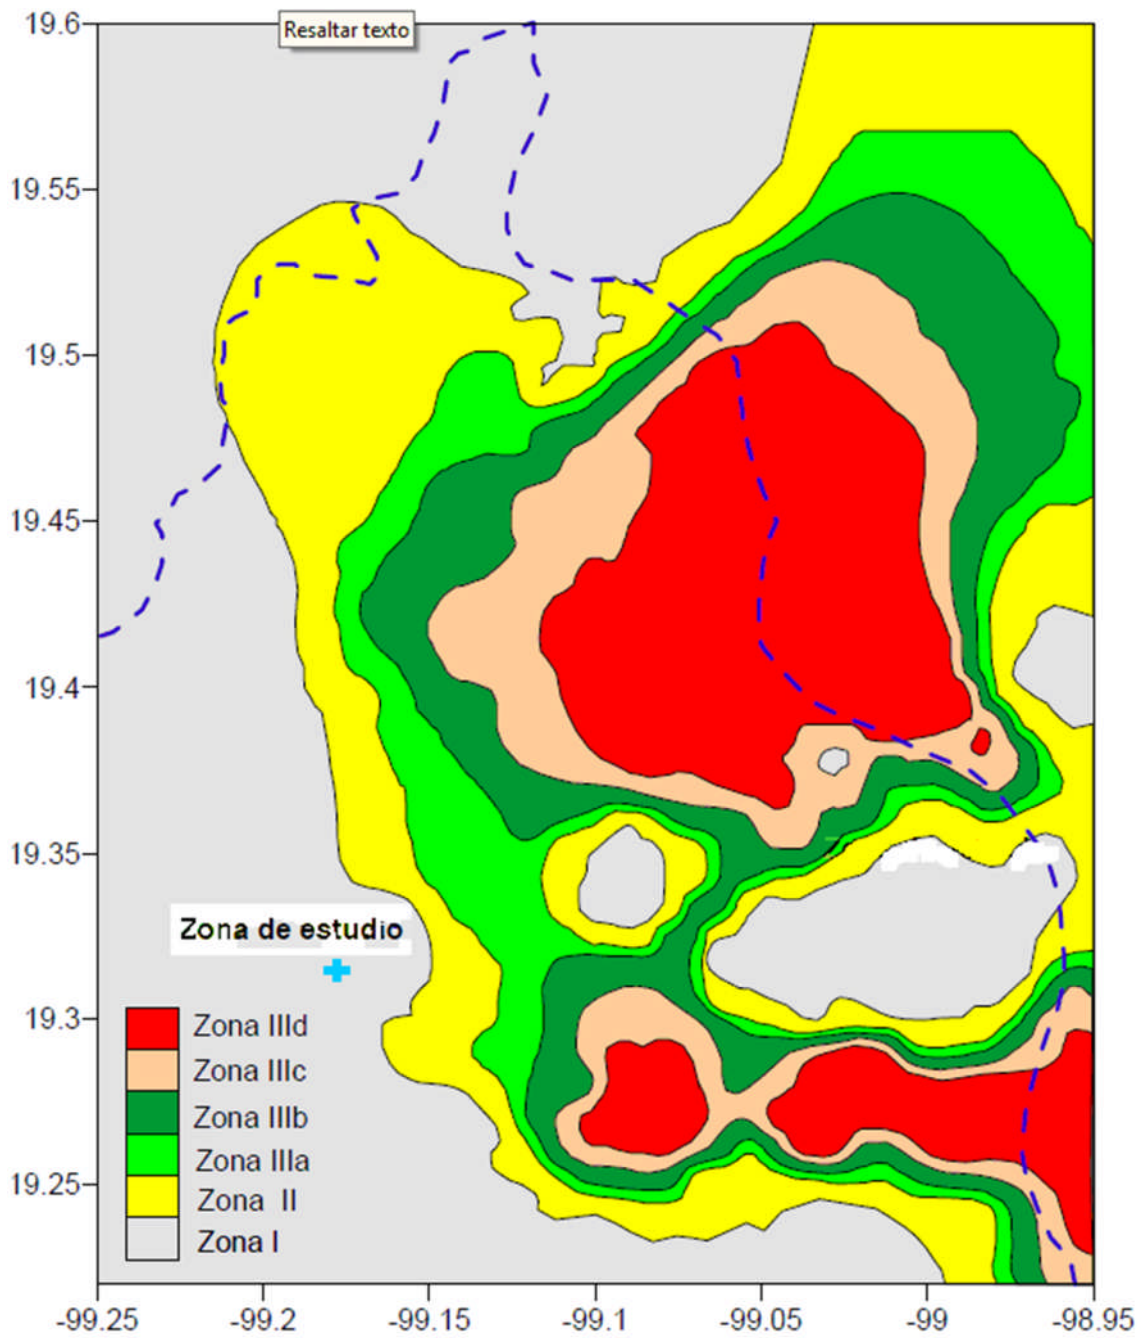 19.6
Resaltar texto
19.55
19.5
19.45
19.4
19.35
Zona de estudio
19.3
Zona IIId
Zona IIIc
Zona IIIb
Zona IIIa
19.25
Zona II
Zona I
-99.25 -99.2 -99.15 -99.1 -99.05 -99 -98.95